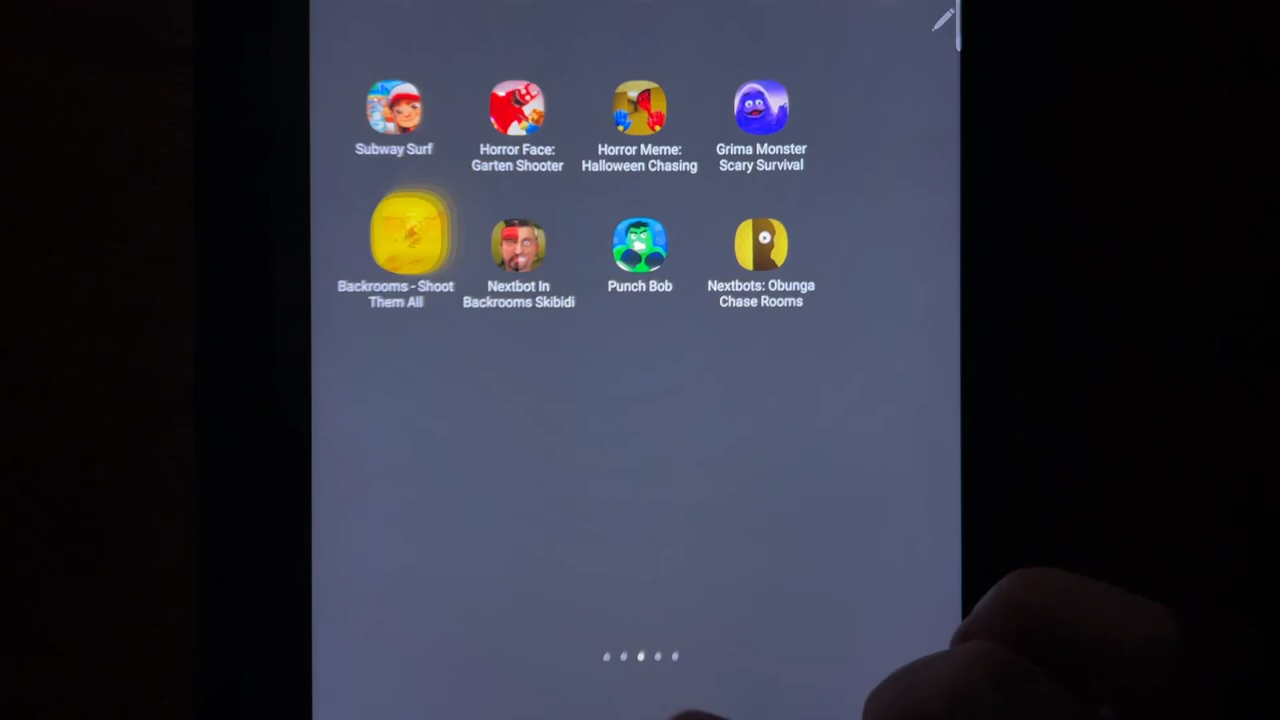 Subway Surf
Horror Face:
Garten Shooter
Horror Meme:
Halloween Chasing
Grima Monster
Scary Survival
Backrooms - Shoot
Them All
Nextbot In
Backrooms Skibidi
Punch Bob
Nextbots: Obunga
Chase Rooms